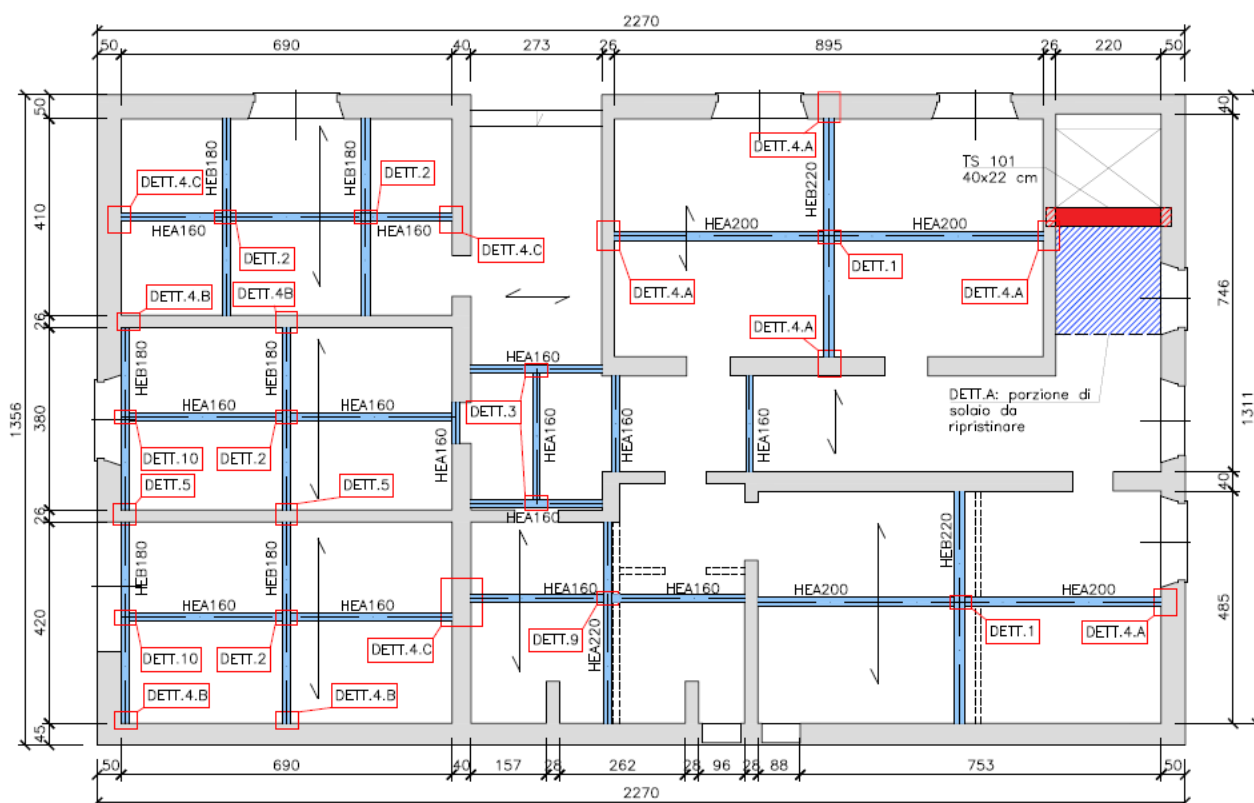 2270
50 690 40 273 26 895 26 220 50
50
410
26
380
26
420
45
1356
40
746
40
485
1311
HEB180
HEB180
DETT.2
DETT.4.C
HEA160
HEA160
DETT.2
DETT.4.C
DETT.4.A
HEB220
HEA200
HEA200
DETT.1
DETT.4.A
DETT.4.A
DETT.4.A
TS 101
40x22 cm
DETT.4.B
DETT.4B
HEB180
HEB180
HEA160
HEA160
HEA160
DETT.3
HEA160
HEA160
HEA160
HEA160
HEA160
DETT.A: porzione di
solaio da
ripristinare
DETT.10
DETT.2
DETT.5
DETT.5
HEB180
HEB180
HEA160
HEA160
HEA160
HEA160
HEA220
HEA200
HEB220
HEA200
DETT.10
DETT.2
DETT.4.C
DETT.9
DETT.1
DETT.4.A
DETT.4.B
DETT.4.B
50 690 40 157 28 262 28 96 28 88 753 50
2270